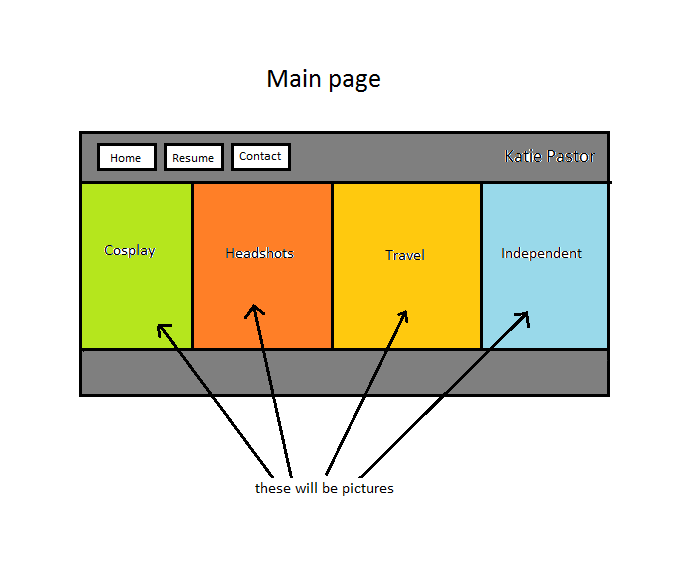 Main page
Home Resume Contact Katie Pastor
Cosplay Headshots Travel Independent
these will be pictures